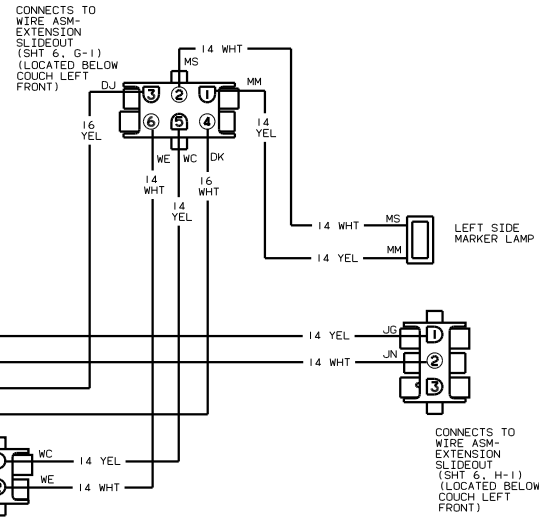 CONNECTS TO
WIRE ASM-
EXTENSION
SLIDEOUT
(SHT 6, G-1)
(LOCATED BELOW
COUCH LEFT
FRONT)
14 WHT
MS
DJ
MM
3
2
1
6
5
4
16
YEL
14
YEL
WE
WC
DK
14
WHT
16
WHT
14
YEL
14 WHT
MS
LEFT SIDE
MARKER LAMP
14 YEL
MM
14 YEL
JG
1
14 WHT
JN
2
3
CONNECTS TO
WIRE ASM-
EXTENSION
SLIDEOUT
(SHT 6, H-1)
(LOCATED BELOW
COUCH LEFT
FRONT)
WC
14 YEL
WE
14 WHT